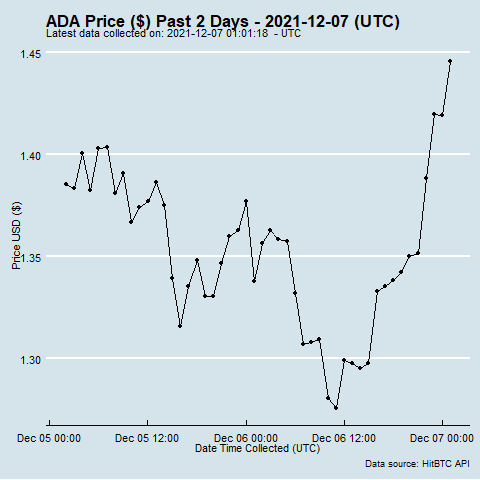 ADA Price ($) Past 2 Days - 2021-12-07 (UTC)
Latest data collected on: 2021-12-07 01:01:18  - UTC
1.45
1.40
1.35
1.30
Price USD ($)
Dec 05 00:00
Dec 05 12:00
Dec 06 00:00
Dec 06 12:00
Dec 07 00:00
Date Time Collected (UTC)
Data source: HitBTC API